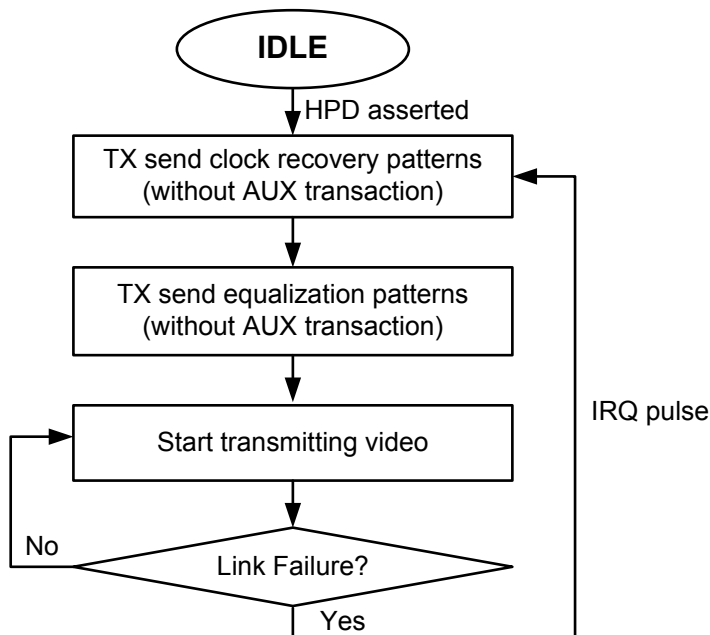 IDLE
HPD asserted
TX send clock recovery patterns
(without AUX transaction)
TX send equalization patterns
(without AUX transaction)
Start transmitting video
IRQ pulse
No
Link Failure?
Yes